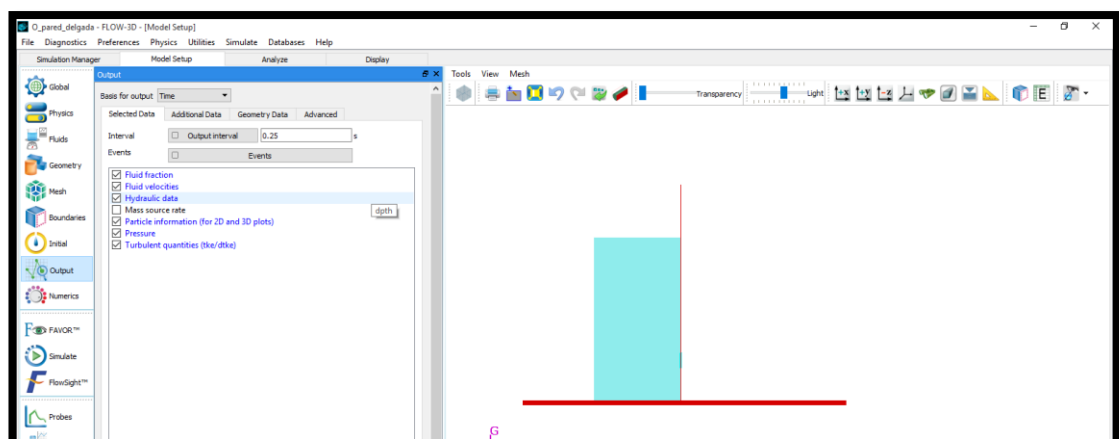 O_pared_delgada - FLOW-3D - [Model Setup]
File Diagnostics Preferences Physics Utilities Simulate Databases Help
Simulation Manager Model Setup Analyze Display
Output
Tools View Mesh
Global
Basis for output Time
Transparency Light
Physics
Selected Data Additional Data Geometry Data Advanced
Interval Output interval 0.25 s
Fluids
Events Events
Geometry
Fluid fraction
Fluid velocities
Mesh
Hydraulic data
Mass source rate
dpth
Boundaries
Particle information (for 2D and 3D plots)
Pressure
Initial
Turbulent quantities (tke/dtke)
Output
Numerics
F FAVOR™
Simulate
FlowSight™
Probes
G